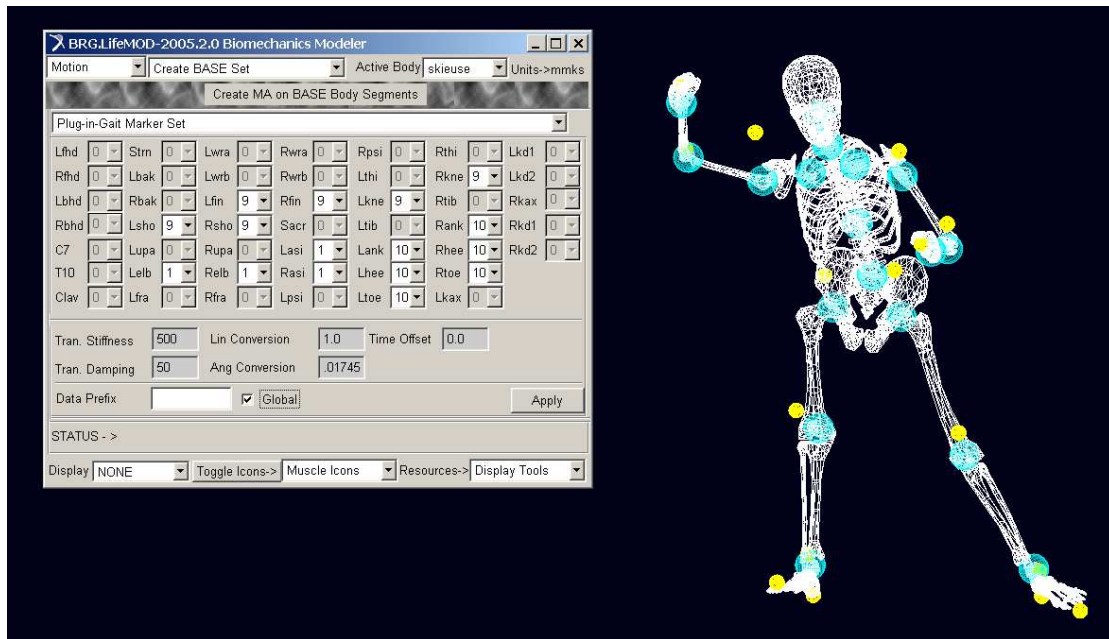 BRG.LifeMOD-2005.2.0 Biomechanics Modeler
Motion Create BASE Set Active Body skieuse Units->mmks
Create MA on BASE Body Segments
Plug-in-Gait Marker Set
Lfhd 0 Strn 0 Lwra 0 Rwra 0 Rpsi 0 Rthi 0 Lkd1 0
Rfhd 0 Lbak 0 Lwrb 0 Rwrb 0 Lthi 0 Rkne 9 Lkd2 0
Lbhd 0 Rbak 0 Lfin 9 Rfin 9 Lkne 9 Rtib 0 Rkax 0
Rbhd 0 Lsho 9 Rsho 9 Sacr 0 Ltib 0 Rank 10 Rkd1 0
C7 0 Lupa 0 Rupa 0 Lasi 1 Lank 10 Rhee 10 Rkd2 0
T10 0 Lelb 1 Relb 1 Rasi 1 Lhee 10 Rtoe 10
Clav 0 Lfra 0 Rfra 0 Lpsi 0 Ltoe 10 Lkax 0
Tran. Stiffness 500 Lin Conversion 1.0 Time Offset 0.0
Tran. Damping 50 Ang Conversion .01745
Data Prefix Global Apply
STATUS - >
Display NONE Toggle Icons-> Muscle Icons Resources-> Display Tools